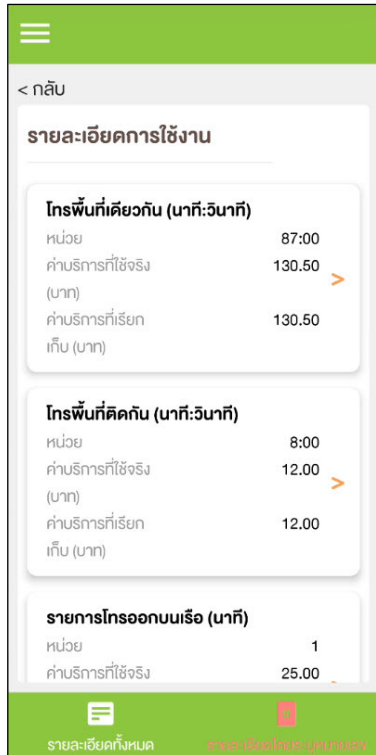 < กลับ
รายละเอียดการใช้งาน
โทรพื้นที่เดียวกัน (นาที:วินาที)
หน่วย 87:00
ค่าบริการที่ใช้จริง 130.50 >
(บาท)
ค่าบริการที่เรียก 130.50
เก็บ (บาท)
โทรพื้นที่ติดกัน (นาที:วินาที)
หน่วย 8:00
ค่าบริการที่ใช้จริง 12.00 >
(บาท)
ค่าบริการที่เรียก 12.00
เก็บ (บาท)
รายการโทรออกบนเรือ (นาที)
หน่วย 1
ค่าบริการที่ใช้จริง 25.00
รายละเอียดทั้งหมด